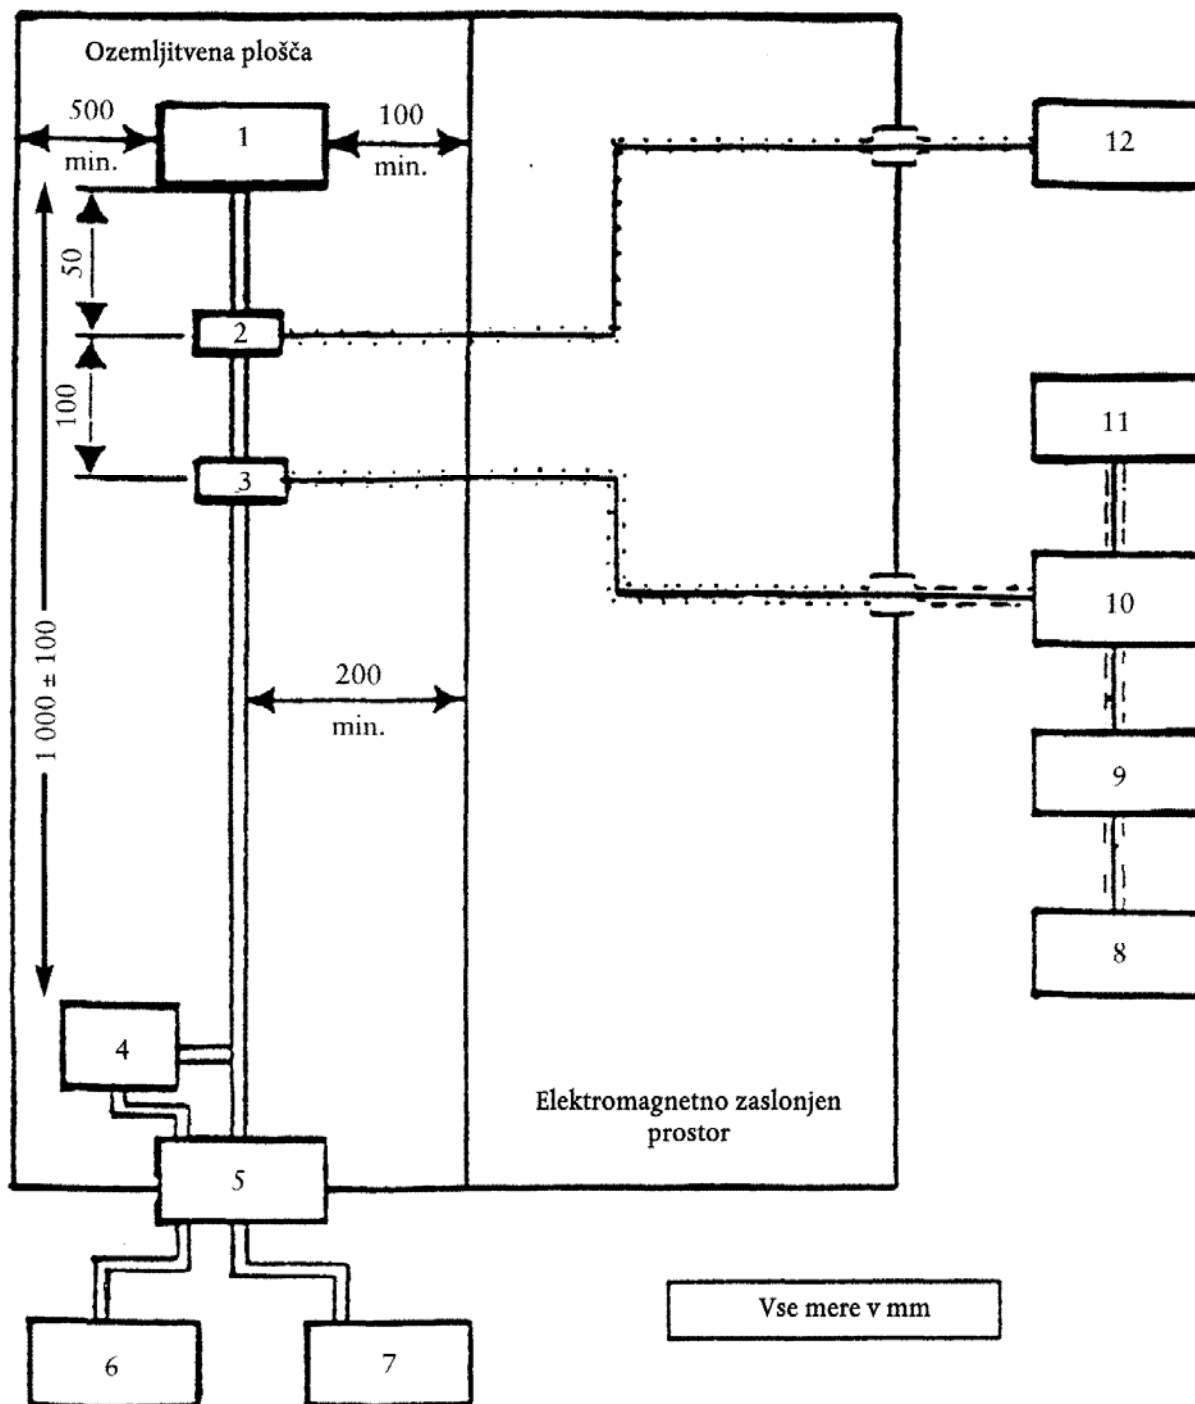 Ozemljitvena plošča
500
min.
1
100
min.
12
50
2
100
3
11
10
1 000 ± 100
200
min.
9
8
4
Elektromagnetno zaslonjen
prostor
5
Vse mere v mm
6
7